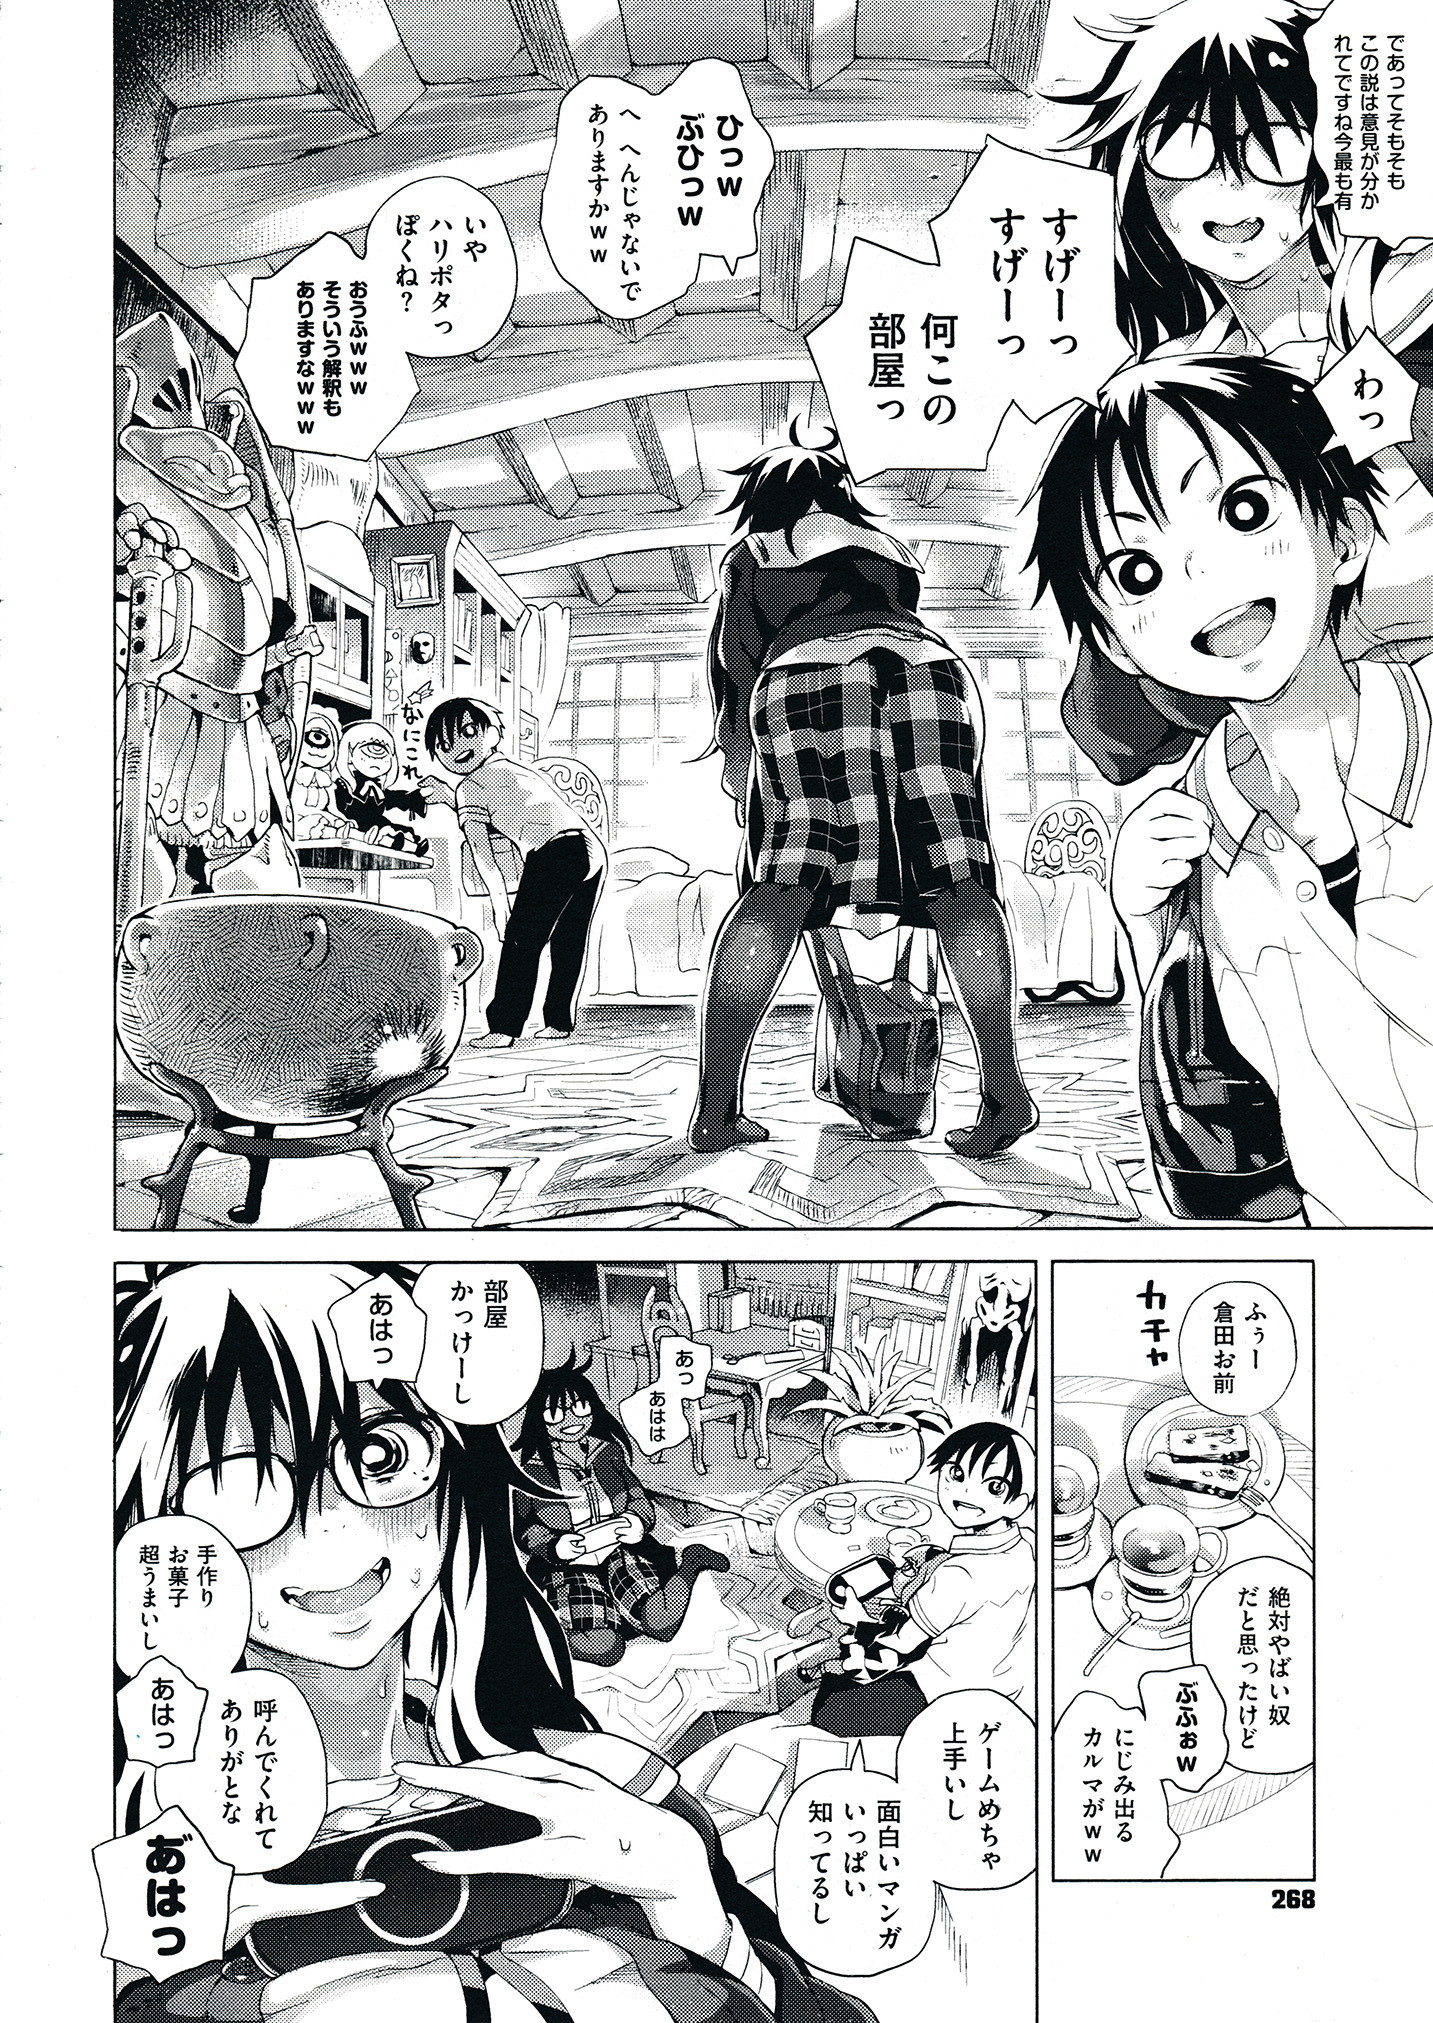 であってそもそも
この説は意見が分か
れてですね今最も有
わっ
すげーっ
すげーっ
何この
部屋っ
ひっw
ぶひっw
へ へんじゃないで
ありますかww
いや
ハリポタっ
ぽくね?
おうふwww
そういう解釈も
ありますなwww
なにこれ
ふぅー
倉田お前
カチャ
絶対やばい奴
だと思ったけど
ぶふぉw
にじみ出る
カルマがww
268
ゲームめちゃ
上手いし
面白いマンガ
いっぱい
知ってるし
あっ
あはは
部屋
かっけーし
あはっ
手作り
お菓子
超うまいし
あはっ
呼んでくれて
ありがとな
あ゛はっ